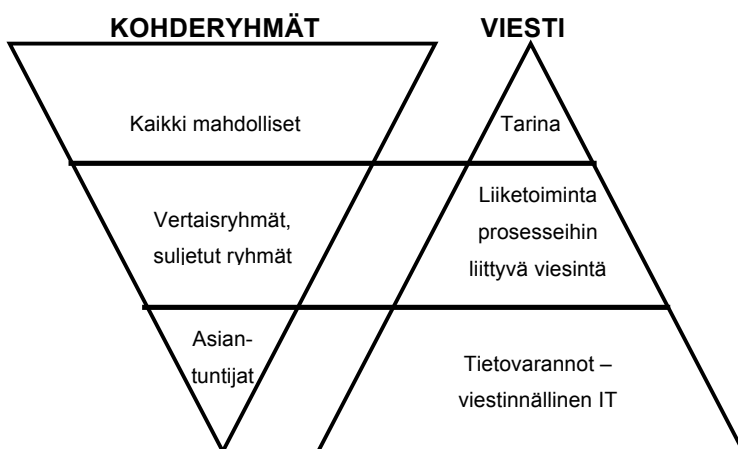 KOHDERYHMÄT
VIESTI
Kaikki mahdolliset
Tarina
Vertaisryhmät,
suljetut ryhmät
Liiketoiminta
prosesseihin
liittyvä viesintä
Asian-
tuntijat
Tietovarannot –
viestinnällinen IT